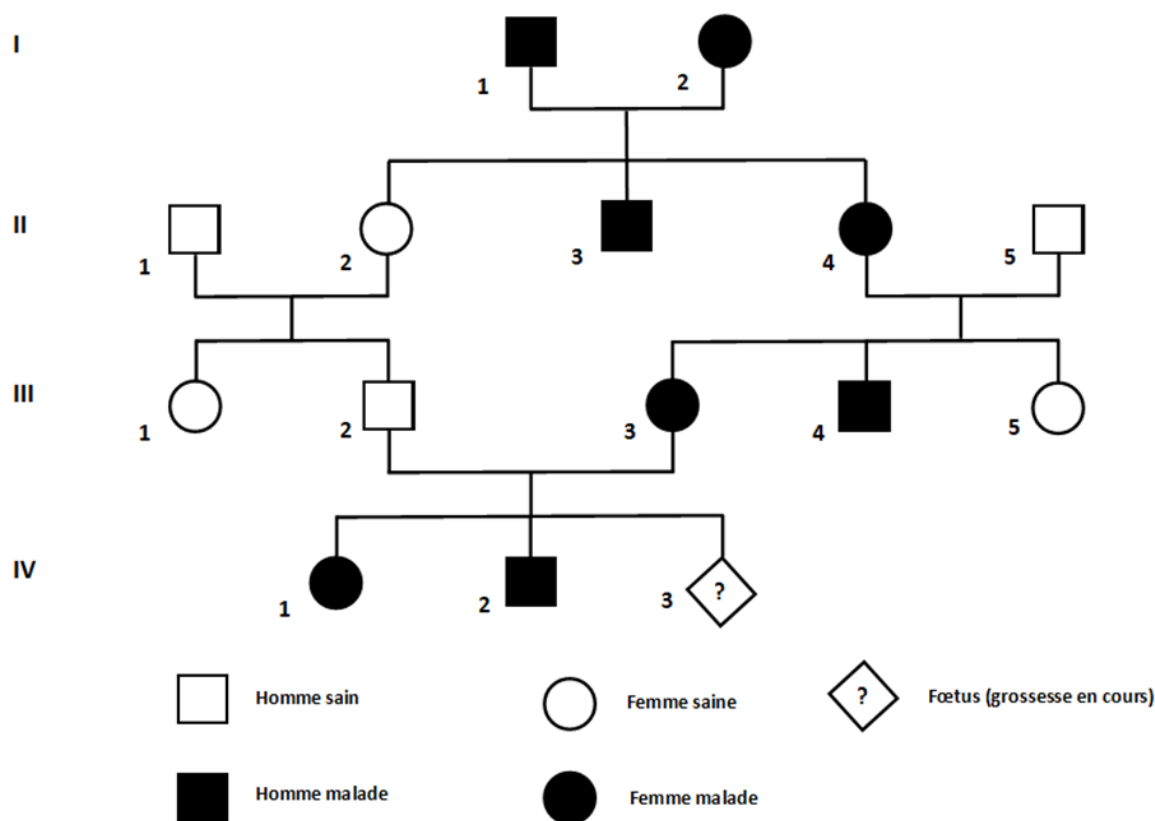 I
1 2
II
1 2 3 4 5
III
1 2 3 4 5
IV
1 2 3 ?
Homme sain Femme saine ? Fœtus (grossesse en cours)
Homme malade Femme malade